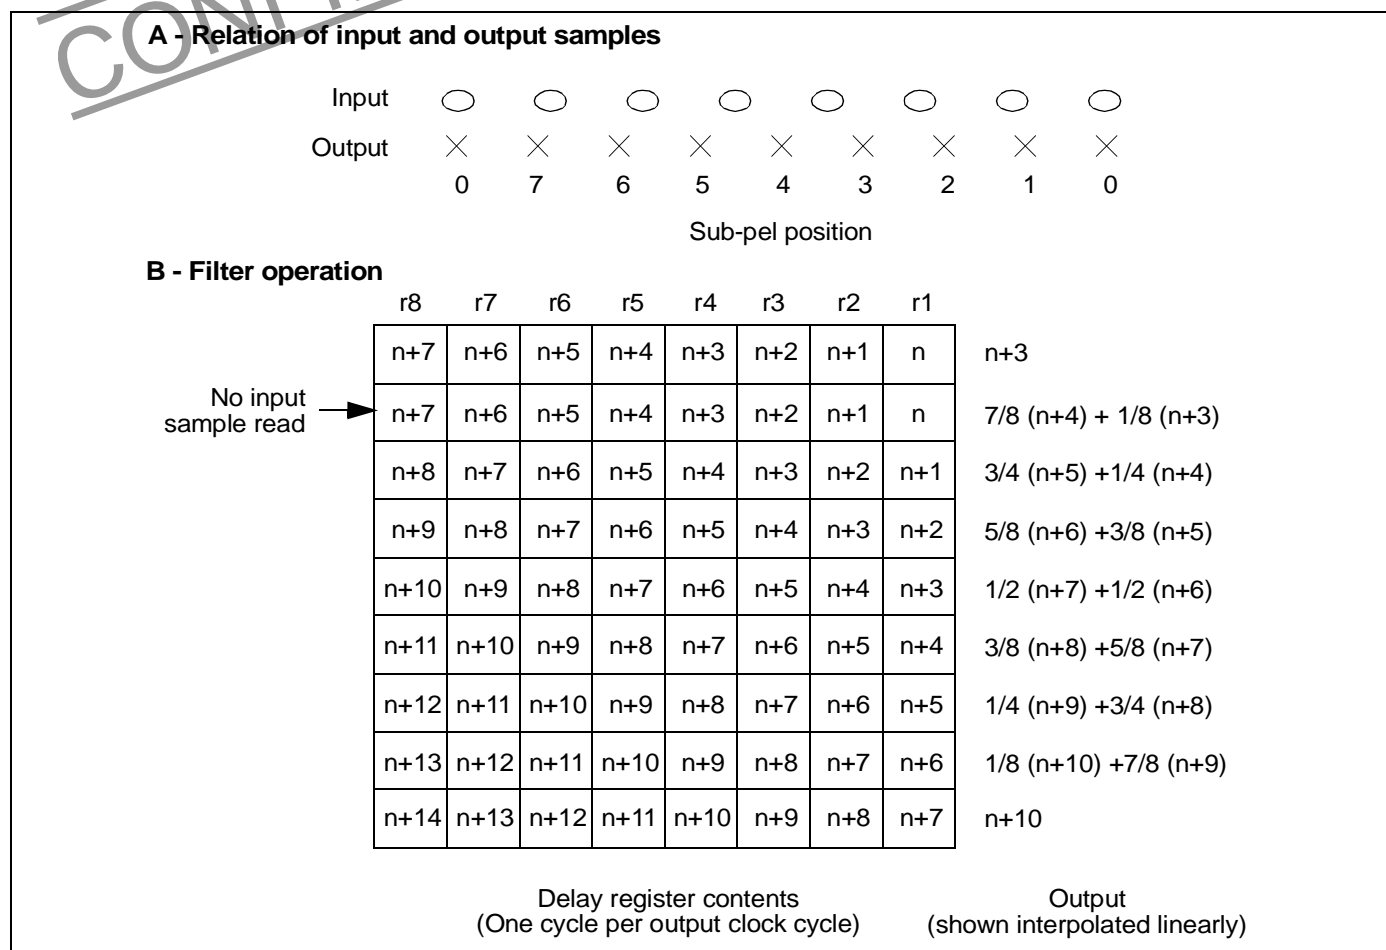 A - Relation of input and output samples
Input
Output
0 7 6 5 4 3 2 1 0
Sub-pel position
B - Filter operation
r8 r7 r6 r5 r4 r3 r2 r1
n+7 n+6 n+5 n+4 n+3 n+2 n+1 n n+3
No input
sample read
n+7 n+6 n+5 n+4 n+3 n+2 n+1 n 7/8 (n+4) + 1/8 (n+3)
n+8 n+7 n+6 n+5 n+4 n+3 n+2 n+1 3/4 (n+5) +1/4 (n+4)
n+9 n+8 n+7 n+6 n+5 n+4 n+3 n+2 5/8 (n+6) +3/8 (n+5)
n+10 n+9 n+8 n+7 n+6 n+5 n+4 n+3 1/2 (n+7) +1/2 (n+6)
n+11 n+10 n+9 n+8 n+7 n+6 n+5 n+4 3/8 (n+8) +5/8 (n+7)
n+12 n+11 n+10 n+9 n+8 n+7 n+6 n+5 1/4 (n+9) +3/4 (n+8)
n+13 n+12 n+11 n+10 n+9 n+8 n+7 n+6 1/8 (n+10) +7/8 (n+9)
n+14 n+13 n+12 n+11 n+10 n+9 n+8 n+7 n+10
Delay register contents
(One cycle per output clock cycle)
Output
(shown interpolated linearly)